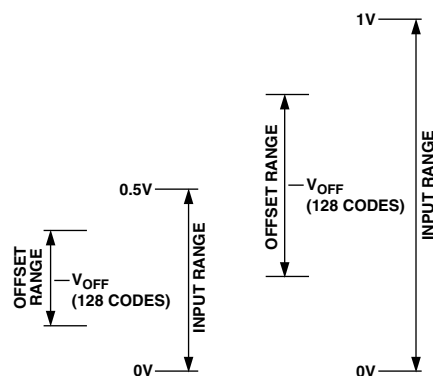 OFFSET
RANGE
V_OFF
(128 CODES)
0.5V
INPUT RANGE
0V
OFFSET RANGE
V_OFF
(128 CODES)
1V
INPUT RANGE
0V